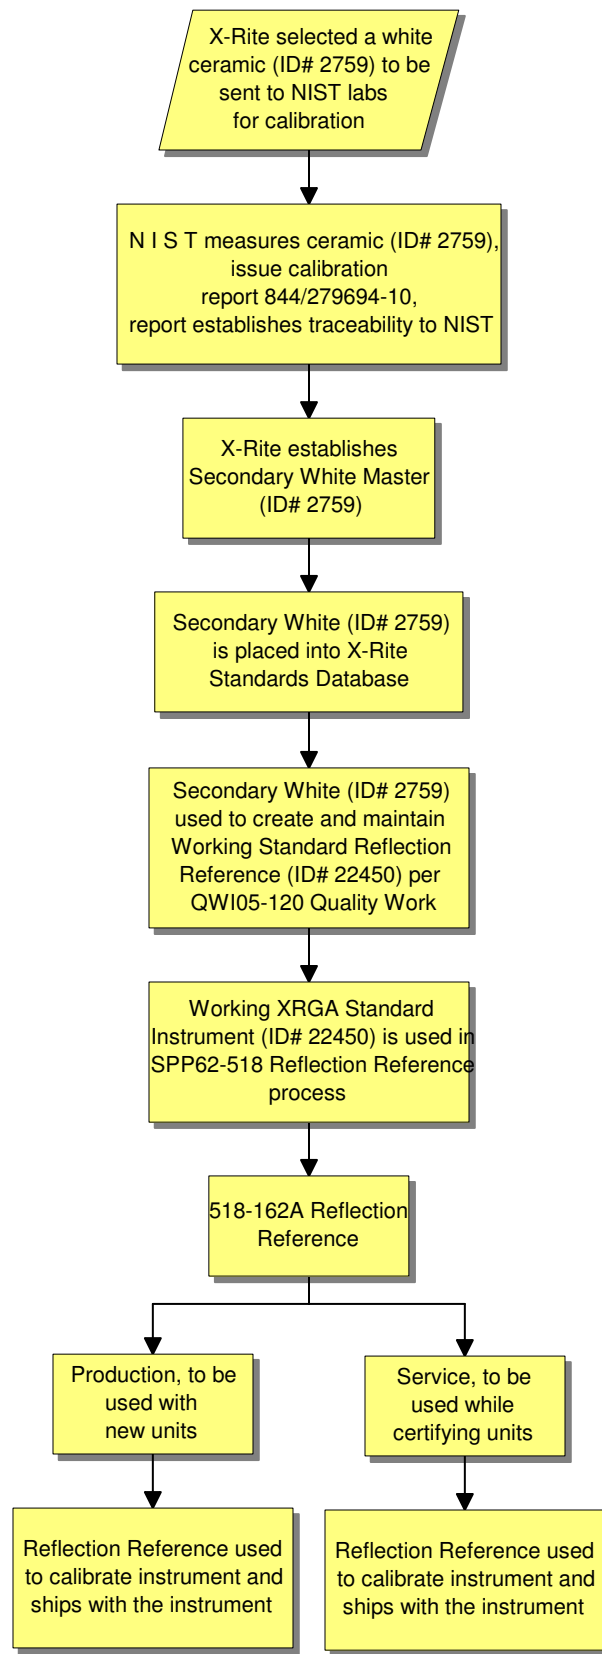 X-Rite selected a white
ceramic (ID# 2759) to be
sent to NIST labs
for calibration
N I S T measures ceramic (ID# 2759),
issue calibration
report 844/279694-10,
report establishes traceability to NIST
X-Rite establishes
Secondary White Master
(ID# 2759)
Secondary White (ID# 2759)
is placed into X-Rite
Standards Database
Secondary White (ID# 2759)
used to create and maintain
Working Standard Reflection
Reference (ID# 22450) per
QWI05-120 Quality Work
Working XRGA Standard
Instrument (ID# 22450) is used in
SPP62-518 Reflection Reference
process
518-162A Reflection
Reference
Production, to be
used with
new units
Service, to be
used while
certifying units
Reflection Reference used
to calibrate instrument and
ships with the instrument
Reflection Reference used
to calibrate instrument and
ships with the instrument